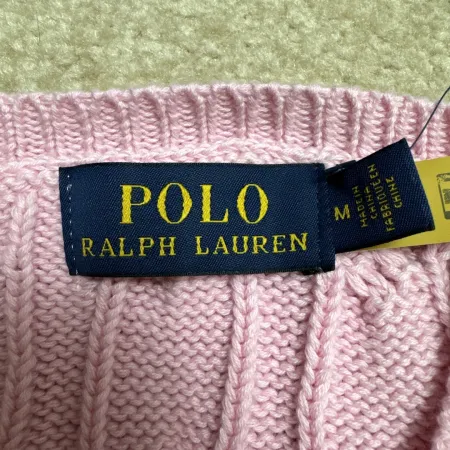 POLO
RALPH LAUREN
M
MADE IN
CHINA
FABRIQUÉ EN
CHINE